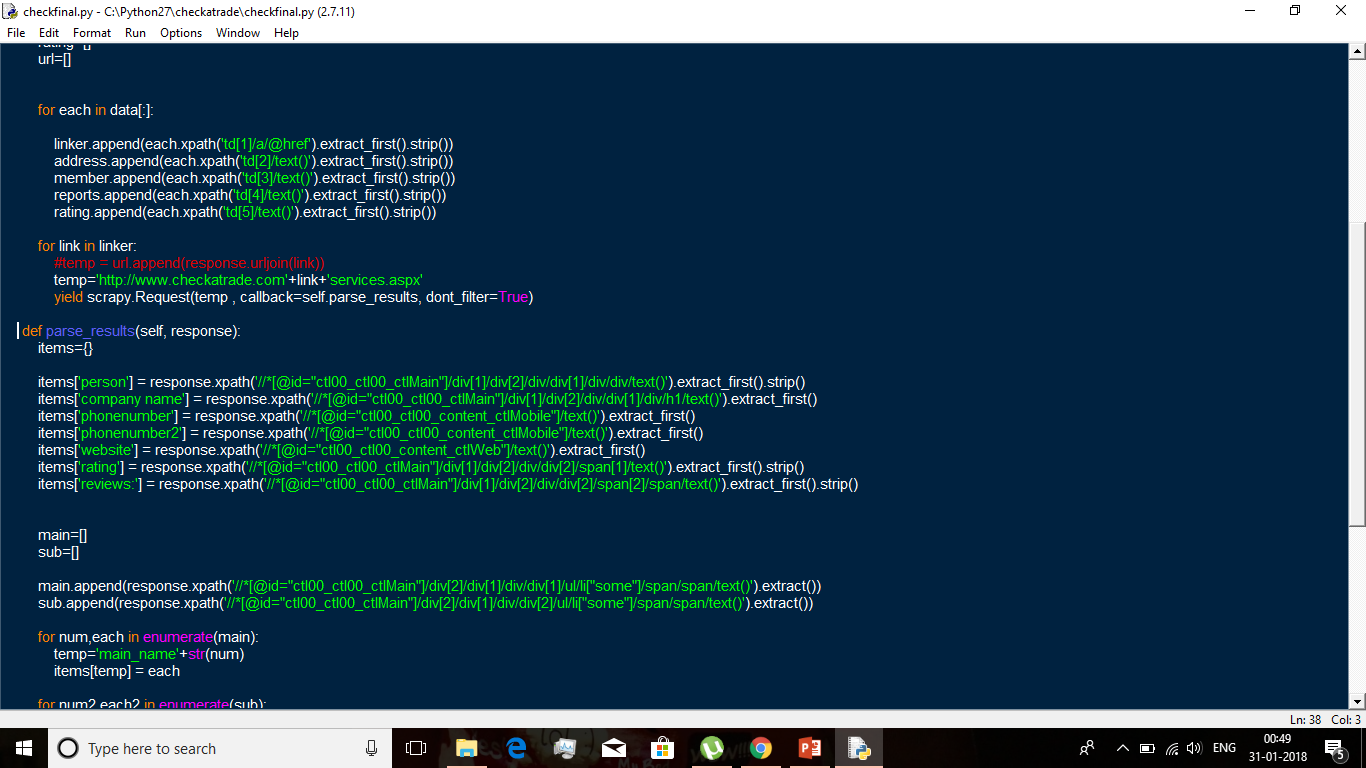 checkfinal.py - C:\Python27\checkatrade\checkfinal.py (2.7.11)
File Edit Format Run Options Window Help
url=[]
for each in data[:]:
linker.append(each.xpath('td[1]/a/@href').extract_first().strip())
address.append(each.xpath('td[2]/text()').extract_first().strip())
member.append(each.xpath('td[3]/text()').extract_first().strip())
reports.append(each.xpath('td[4]/text()').extract_first().strip())
rating.append(each.xpath('td[5]/text()').extract_first().strip())
for link in linker:
#temp = url.append(response.urljoin(link))
temp='http://www.checkatrade.com'+link+'services.aspx'
yield scrapy.Request(temp , callback=self.parse_results, dont_filter=True)
def parse_results(self, response):
items={}
items['person'] = response.xpath('//*[@id="ctl00_ctl00_ctlMain"]/div[1]/div[2]/div/div[1]/div/div/text()').extract_first().strip()
items['company name'] = response.xpath('//*[@id="ctl00_ctl00_ctlMain"]/div[1]/div[2]/div/div[1]/div/h1/text()').extract_first()
items['phonenumber'] = response.xpath('//*[@id="ctl00_ctl00_content_ctlMobile"]/text()').extract_first()
items['phonenumber2'] = response.xpath('//*[@id="ctl00_ctl00_content_ctlMobile"]/text()').extract_first()
items['website'] = response.xpath('//*[@id="ctl00_ctl00_content_ctlWeb"]/text()').extract_first()
items['rating'] = response.xpath('//*[@id="ctl00_ctl00_ctlMain"]/div[1]/div[2]/div/div[2]/span[1]/text()').extract_first().strip()
items['reviews:'] = response.xpath('//*[@id="ctl00_ctl00_ctlMain"]/div[1]/div[2]/div/div[2]/span[2]/span/text()').extract_first().strip()
main=[]
sub=[]
main.append(response.xpath('//*[@id="ctl00_ctl00_ctlMain"]/div[2]/div[1]/div/div[1]/ul/li["some"]/span/span/text()').extract())
sub.append(response.xpath('//*[@id="ctl00_ctl00_ctlMain"]/div[2]/div[1]/div/div[2]/ul/li["some"]/span/span/text()').extract())
for num,each in enumerate(main):
temp='main_name'+str(num)
items[temp] = each
for num2,each2 in enumerate(sub):
Ln: 38 Col: 3
Type here to search
ENG
00:49
31-01-2018
5